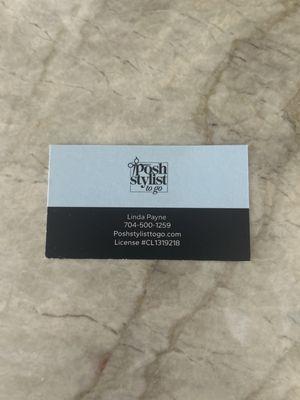 Posh
stylist
to go
Linda Payne
704-500-1259
Poshstylisttogo.com
License #CL1319218